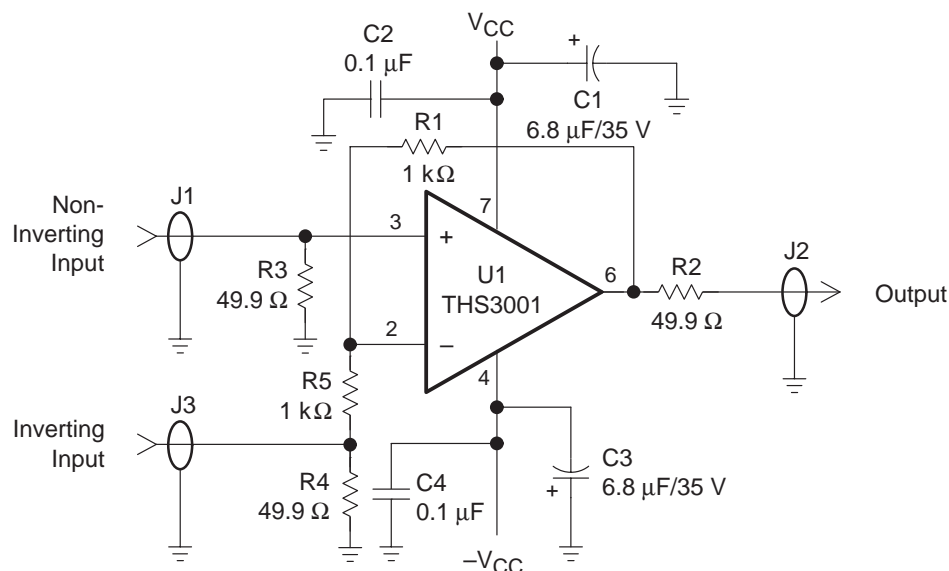 VCC
C2
0.1 μF
+
C1
6.8 μF/35 V
R1
1 kΩ
Non-
Inverting
Input
J1
3
+
7
R3
49.9 Ω
U1
THS3001
6
R2
49.9 Ω
J2
Output
2
−
4
R5
1 kΩ
Inverting
Input
J3
R4
49.9 Ω
C4
0.1 μF
C3
6.8 μF/35 V
+
−VCC